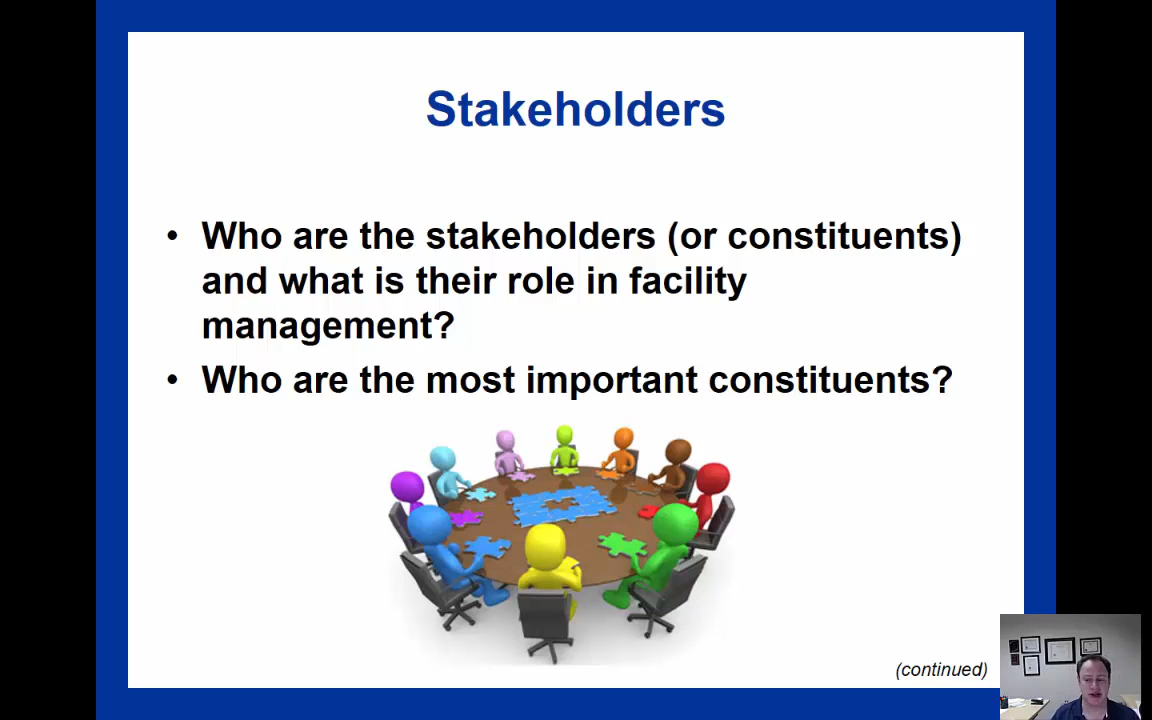 Stakeholders
• Who are the stakeholders (or constituents)
and what is their role in facility
management?
• Who are the most important constituents?
(continued)